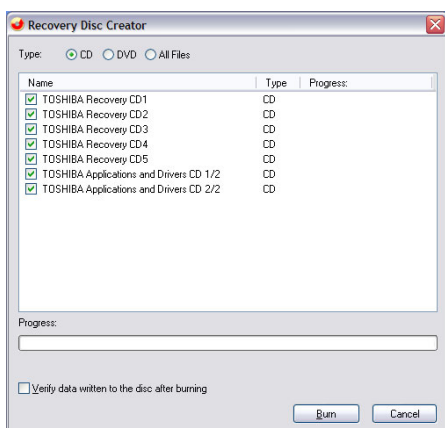 Recovery Disc Creator
Type: CD DVD All Files
Name Type Progress:
TOSHIBA Recovery CD1 CD
TOSHIBA Recovery CD2 CD
TOSHIBA Recovery CD3 CD
TOSHIBA Recovery CD4 CD
TOSHIBA Recovery CD5 CD
TOSHIBA Applications and Drivers CD 1/2 CD
TOSHIBA Applications and Drivers CD 2/2 CD
Progress:
Verify data written to the disc after burning
Burn Cancel